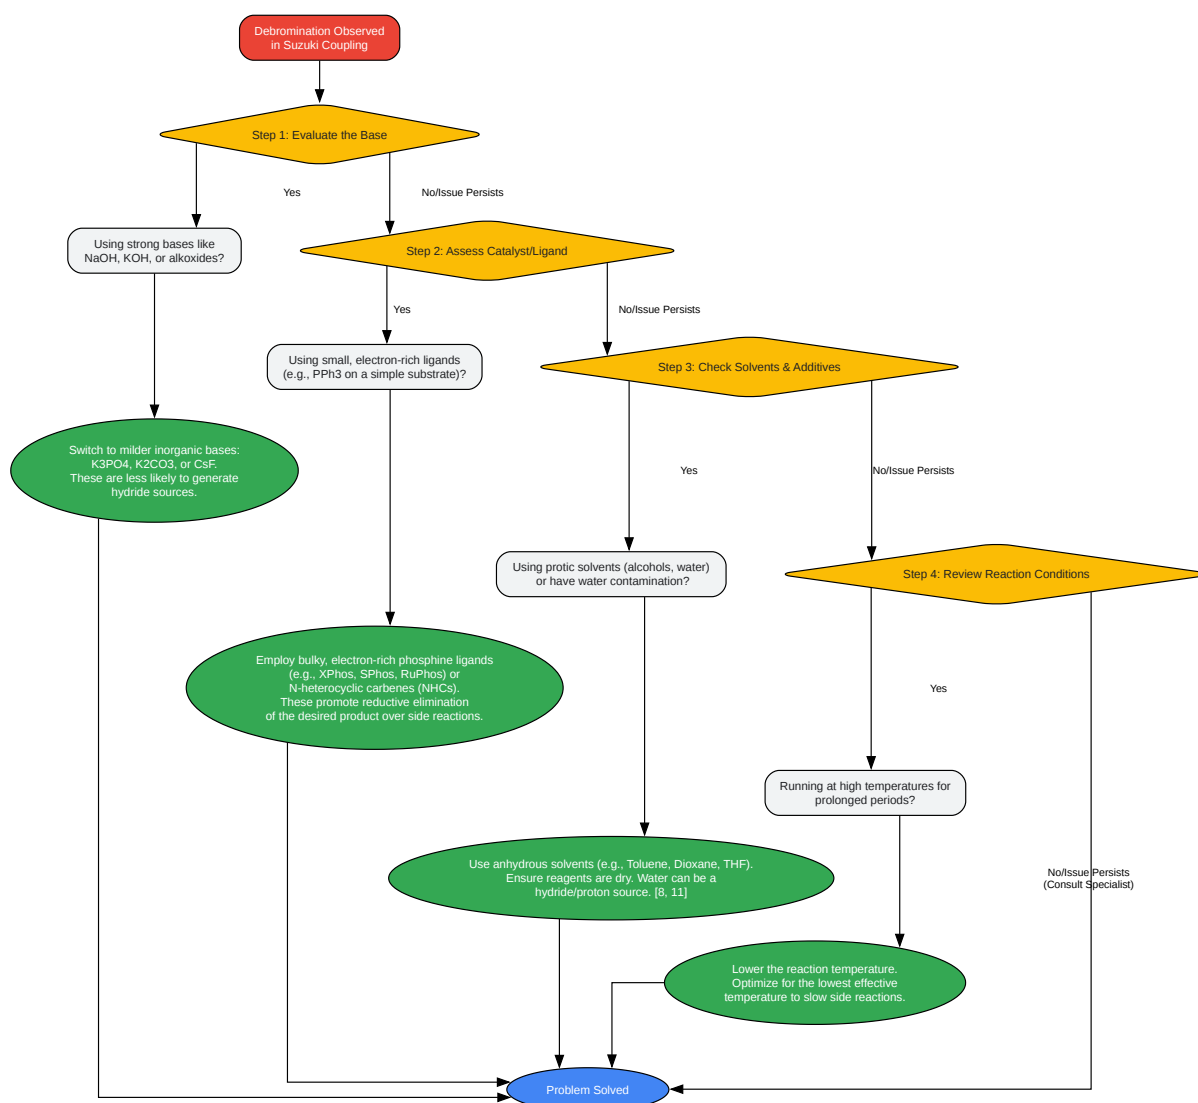 Debromination Observed
in Suzuki Coupling
Step 1: Evaluate the Base
Yes
No/Issue Persists
Using strong bases like
NaOH, KOH, or alkoxides?
Step 2: Assess Catalyst/Ligand
Yes
No/Issue Persists
Using small, electron-rich ligands
(e.g., PPh3 on a simple substrate)?
Step 3: Check Solvents & Additives
Switch to milder inorganic bases:
K3PO4, K2CO3, or CsF.
These are less likely to generate
hydride sources.
Yes
No/Issue Persists
Using protic solvents (alcohols, water)
or have water contamination?
Step 4: Review Reaction Conditions
Employ bulky, electron-rich phosphine ligands
(e.g., XPhos, SPhos, RuPhos) or
N-heterocyclic carbenes (NHCs).
These promote reductive elimination
of the desired product over side reactions.
Yes
Running at high temperatures for
prolonged periods?
Use anhydrous solvents (e.g., Toluene, Dioxane, THF).
Ensure reagents are dry. Water can be a
hydride/proton source. [8, 11]
No/Issue Persists
(Consult Specialist)
Lower the reaction temperature.
Optimize for the lowest effective
temperature to slow side reactions.
Problem Solved